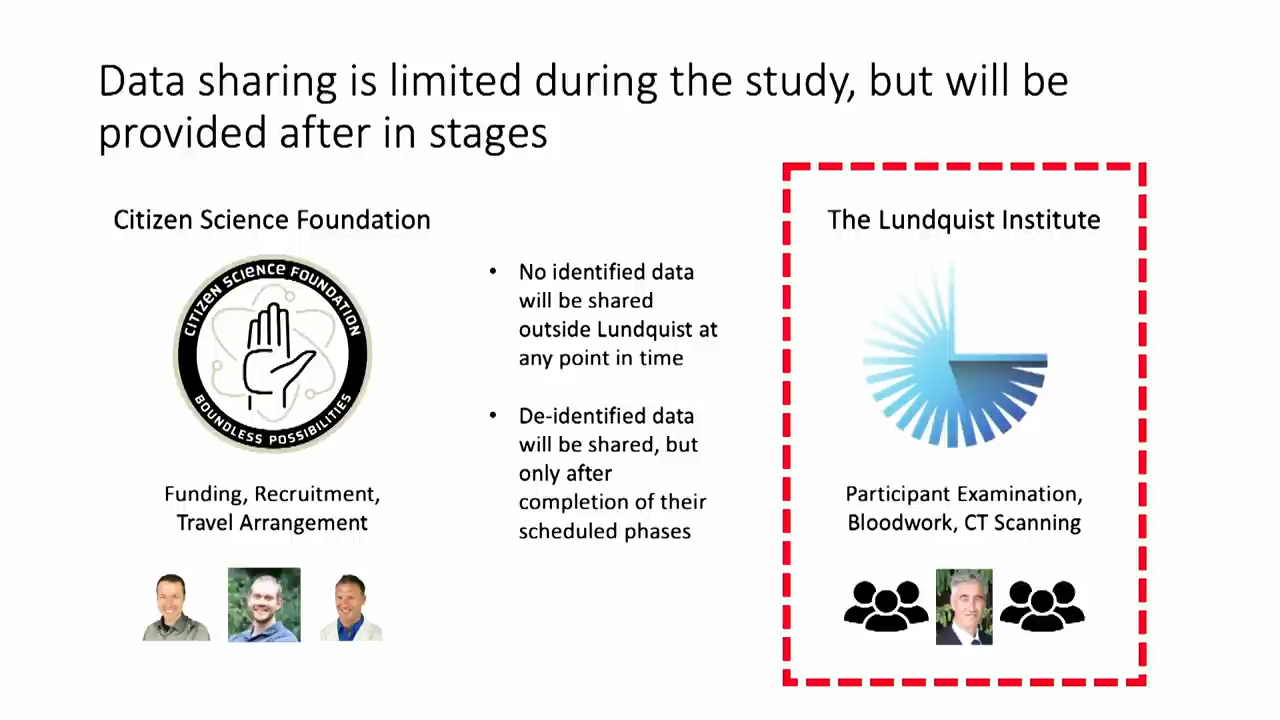 Data sharing is limited during the study, but will be
provided after in stages
Citizen Science Foundation
CITIZEN SCIENCE FOUNDATION
BOUNDLESS POSSIBILITIES
Funding, Recruitment,
Travel Arrangement
• No identified data
will be shared
outside Lundquist at
any point in time
• De-identified data
will be shared, but
only after
completion of their
scheduled phases
The Lundquist Institute
Participant Examination,
Bloodwork, CT Scanning